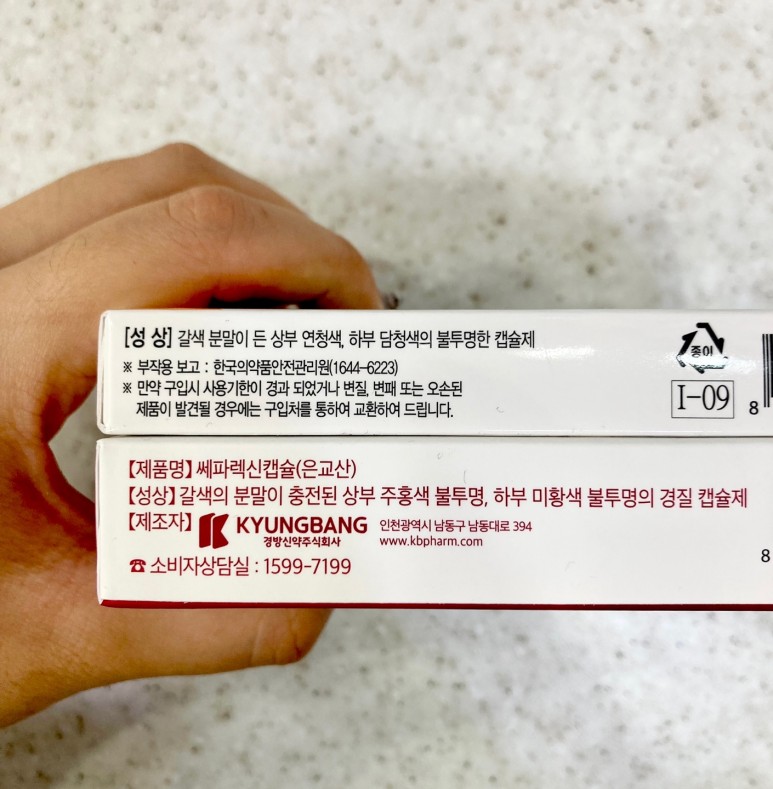 [성 상] 갈색 분말이 든 상부 연청색, 하부 담청색의 불투명한 캡슐제
※ 부작용 보고 : 한국의약품안전관리원(1644-6223)
※ 만약 구입시 사용기한이 경과 되었거나 변질, 변패 또는 오손된
제품이 발견될 경우에는 구입처를 통하여 교환하여 드립니다.
종이
I-09
8
【제품명】 쎄파렉신캡슐(은교산)
【성상】 갈색의 분말이 충전된 상부 주홍색 불투명, 하부 미황색 불투명의 경질 캡슐제
【제조자】 KYUNGBANG 경방신약주식회사
인천광역시 남동구 남동대로 394
www.kbpharm.com
☎ 소비자상담실 : 1599-7199
8